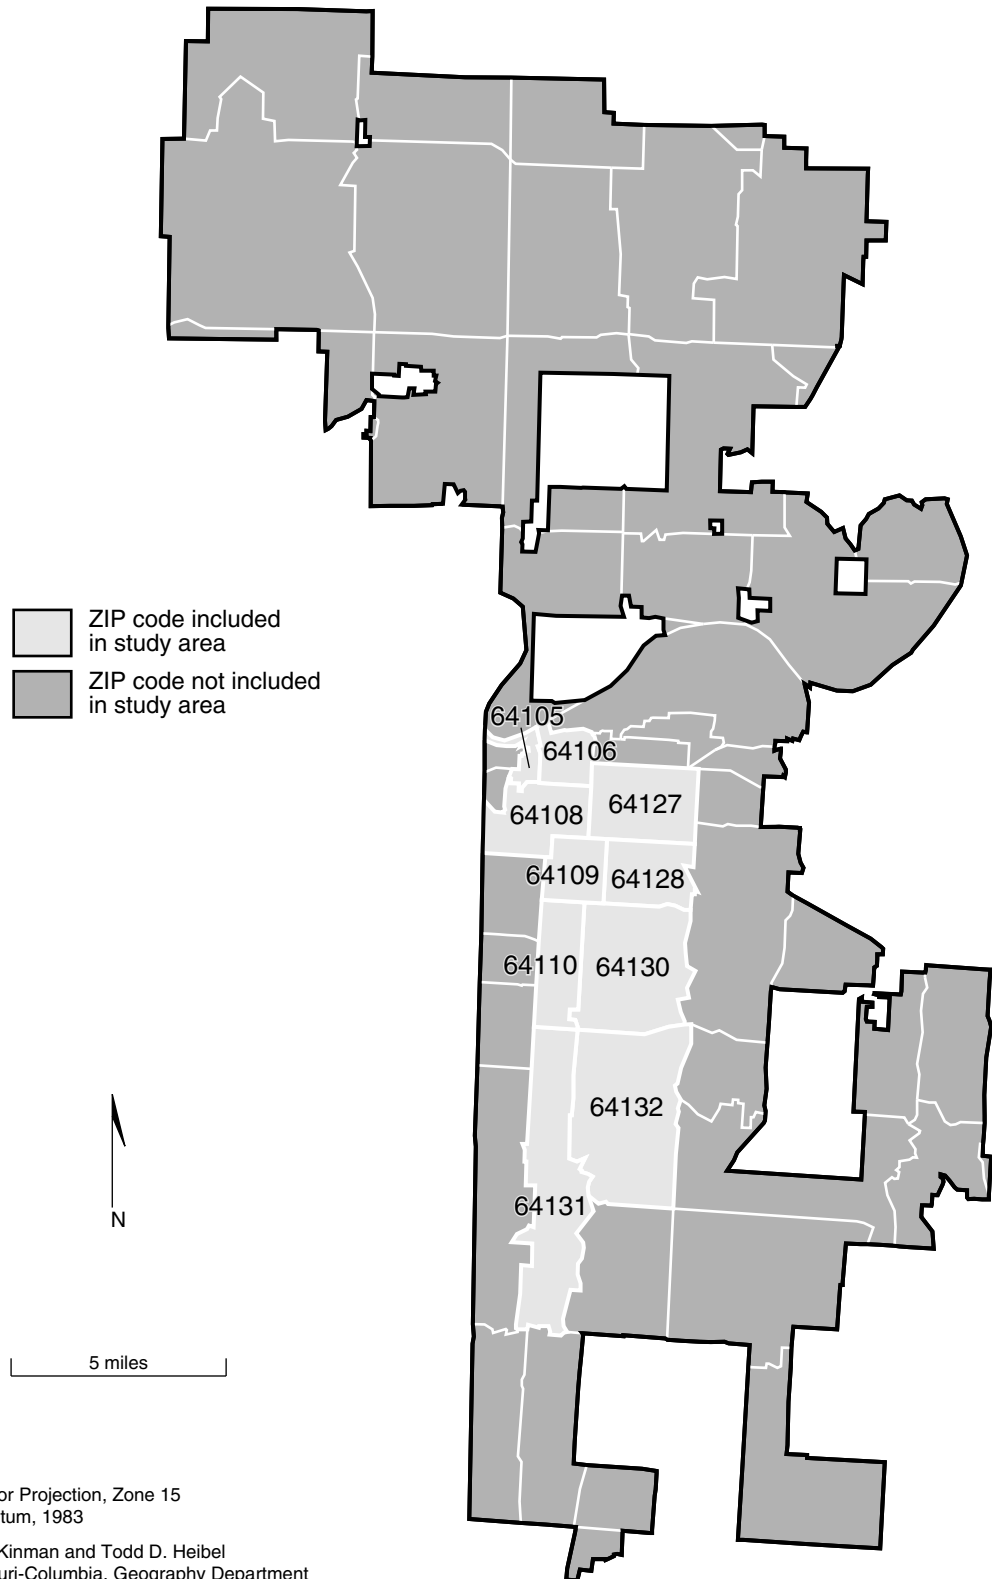 ZIP code included
in study area
ZIP code not included
in study area
64105
64106
64108
64127
64109
64128
64110
64130
64132
64131
N
5 miles
or Projection, Zone 15
tum, 1983
Kinman and Todd D. Heibel
uri-Columbia, Geography Department